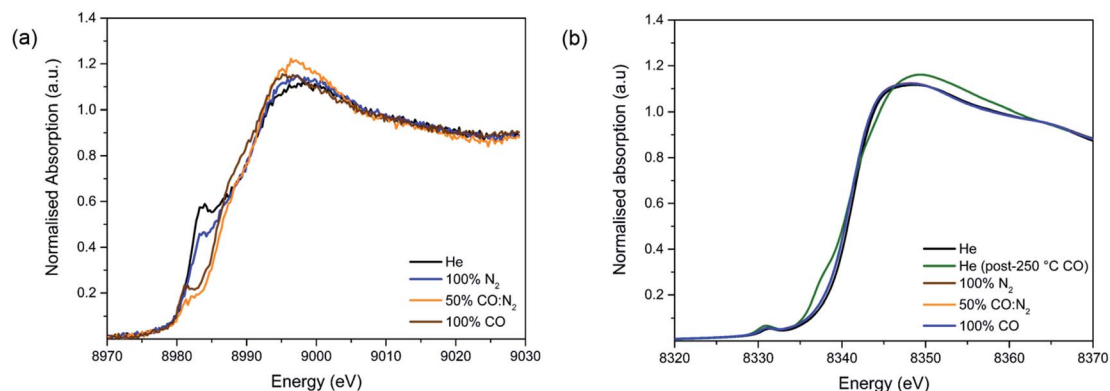 (a)
Normalised Absorption (a.u.)
1.4
1.2
1.0
0.8
0.6
0.4
0.2
He
100% N₂
50% CO:N₂
100% CO
8970 8980 8990 9000 9010 9020 9030
Energy (eV)
(b)
Normalised absorption (a.u)
1.4
1.2
1.0
0.8
0.6
0.4
0.2
He
He (post-250 °C CO)
100% N₂
50% CO:N₂
100% CO
8320 8330 8340 8350 8360 8370
Energy (eV)